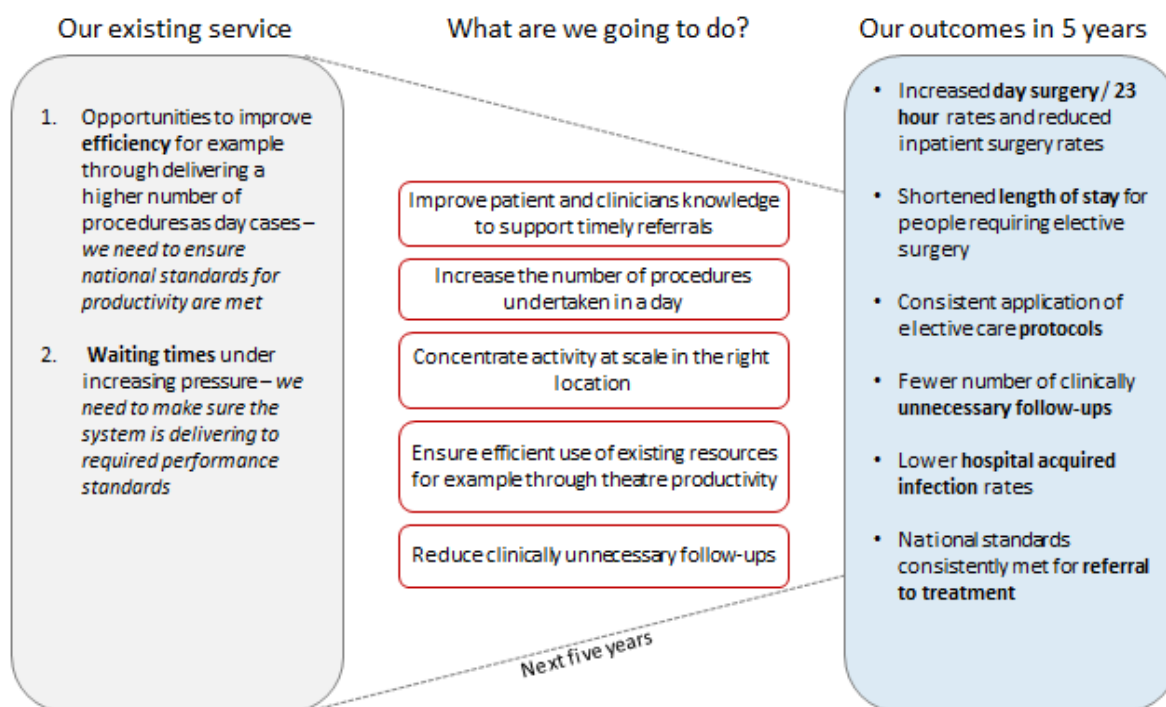 Our existing service
What are we going to do?
Our outcomes in 5 years
1. Opportunities to improve
efficiency for example
through delivering a
higher number of
procedures as day cases –
we need to ensure
national standards for
productivity are met
2. Waiting times under
increasing pressure – we
need to make sure the
system is delivering to
required performance
standards
Improve patient and clinicians knowledge
to support timely referrals
Increase the number of procedures
undertaken in a day
Concentrate activity at scale in the right
location
Ensure efficient use of existing resources
for example through theatre productivity
Reduce clinically unnecessary follow-ups
Next five years
• Increased day surgery / 23
hour rates and reduced
inpatient surgery rates
• Shortened length of stay for
people requiring elective
surgery
• Consistent application of
elective care protocols
• Fewer number of clinically
unnecessary follow-ups
• Lower hospital acquired
infection rates
• National standards
consistently met for referral
to treatment